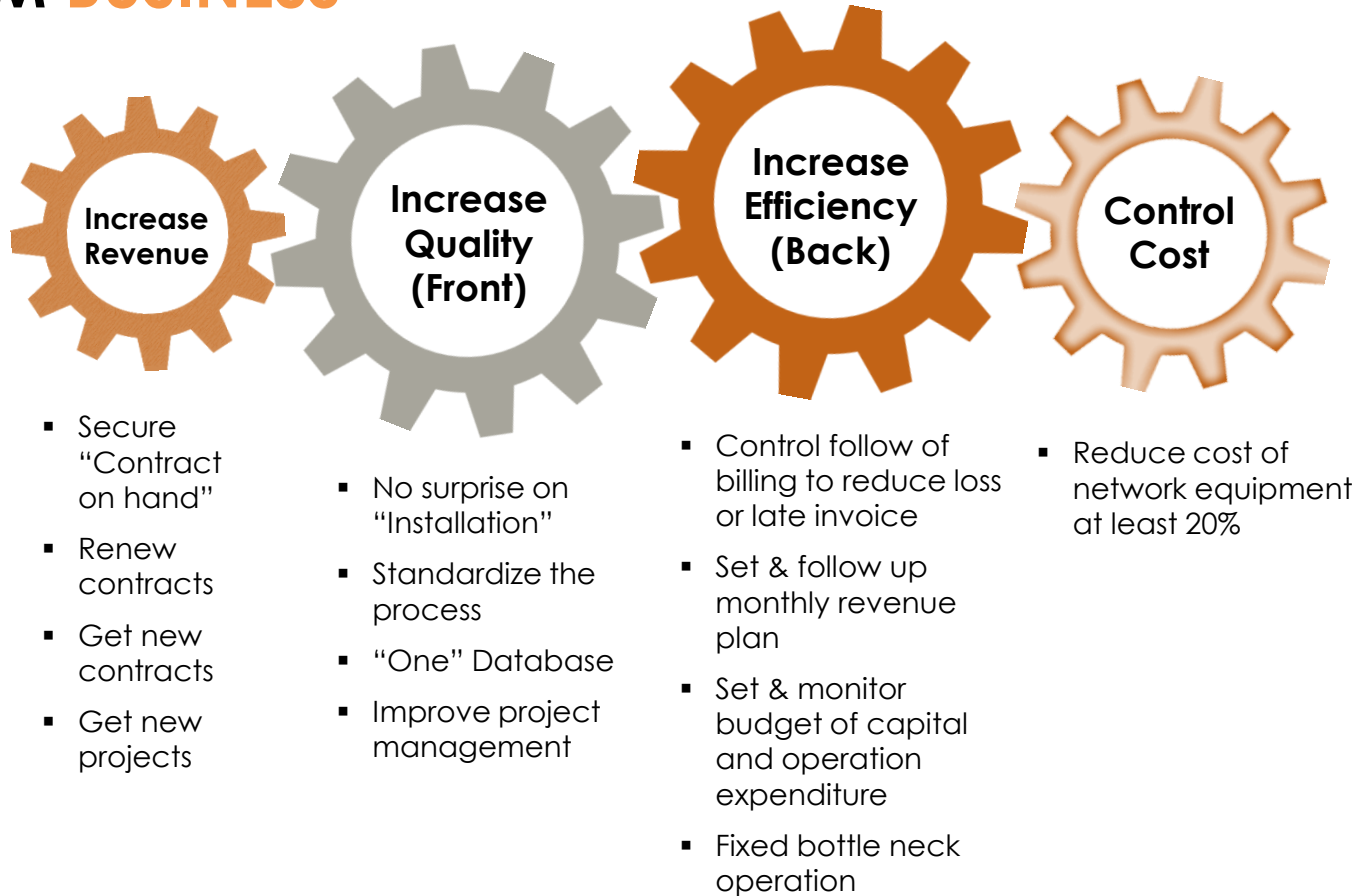 BUSINESS
Increase
Revenue
Increase
Quality
(Front)
Increase
Efficiency
(Back)
Control
Cost
▪ Secure
“Contract
on hand”
▪ Renew
contracts
▪ Get new
contracts
▪ Get new
projects
▪ No surprise on
“Installation”
▪ Standardize the
process
▪ “One” Database
▪ Improve project
management
▪ Control follow of
billing to reduce loss
or late invoice
▪ Set & follow up
monthly revenue
plan
▪ Set & monitor
budget of capital
and operation
expenditure
▪ Fixed bottle neck
operation
▪ Reduce cost of
network equipment
at least 20%